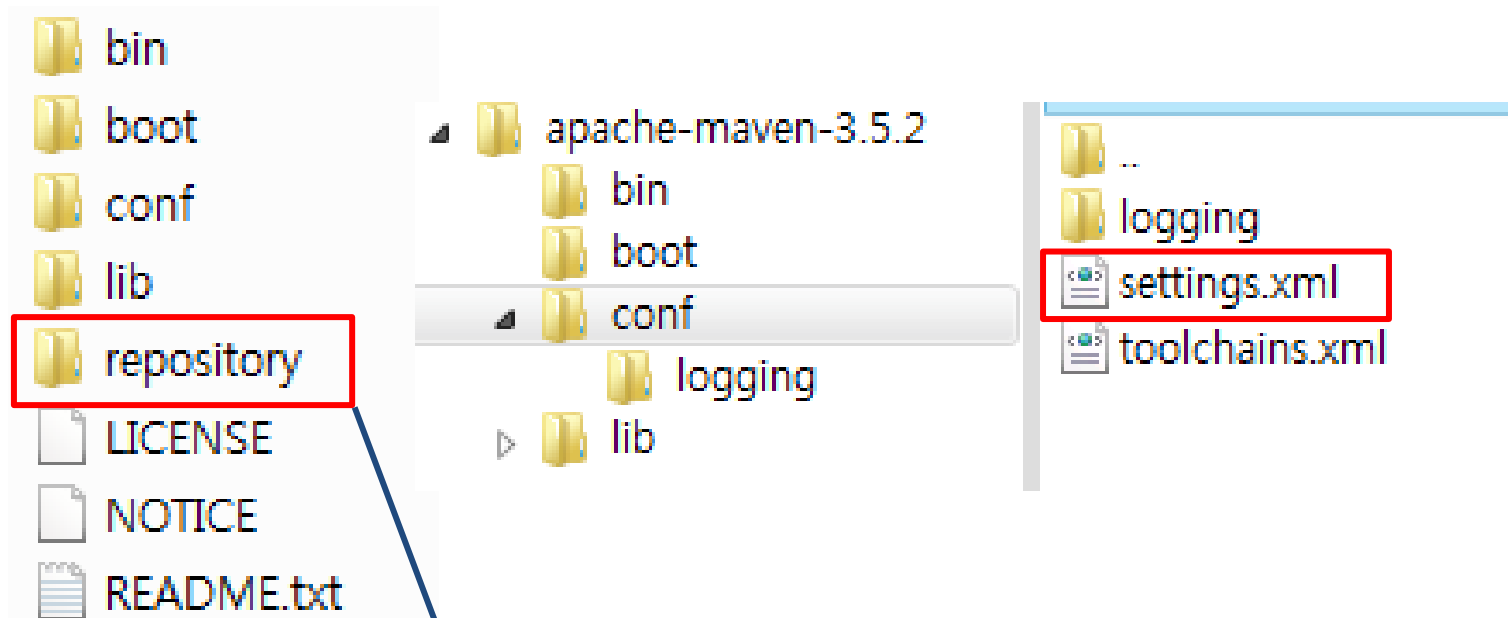 bin
boot
conf
lib
repository
LICENSE
NOTICE
README.txt
apache-maven-3.5.2
bin
boot
conf
logging
lib
..
logging
settings.xml
toolchains.xml